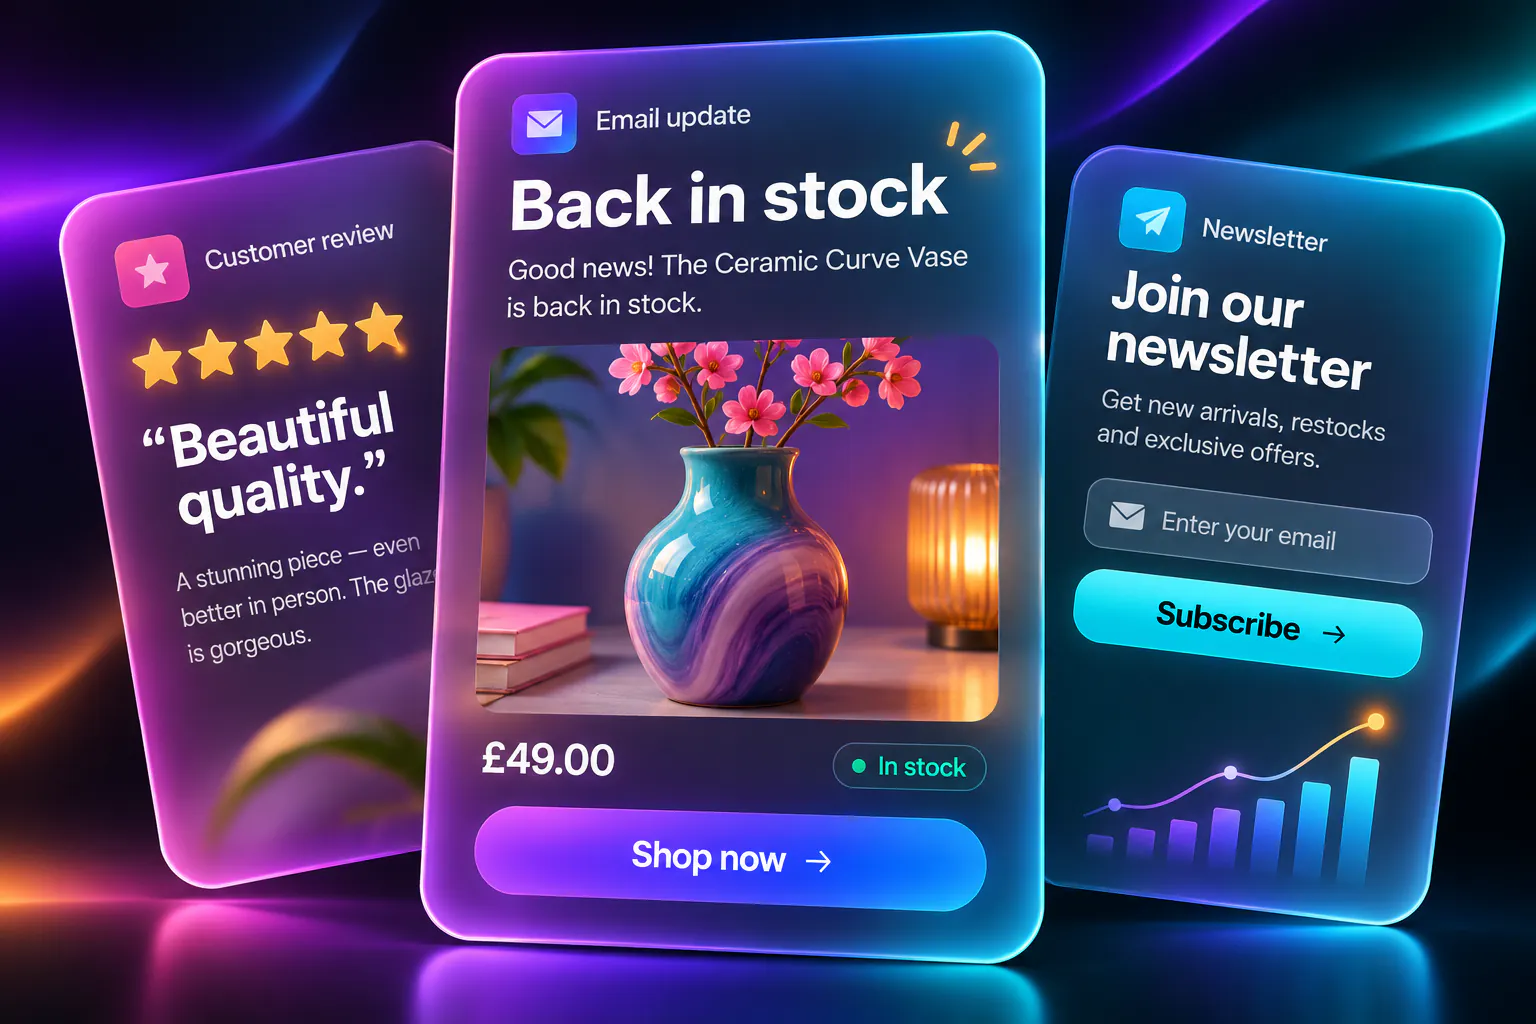 Customer review
“Beautiful
quality.”
A stunning piece — even
better in person. The glaze
is gorgeous.
Email update
Back in stock
Good news! The Ceramic Curve Vase
is back in stock.
£49.00
In stock
Shop now →
Newsletter
Join our
newsletter
Get new arrivals, restocks
and exclusive offers.
Enter your email
Subscribe →